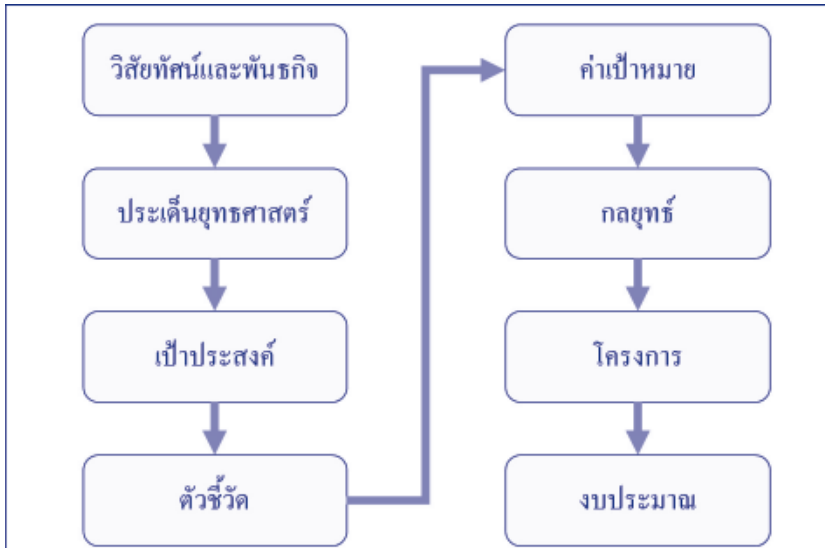 วิสัยทัศน์และพันธกิจ
ประเด็นยุทธศาสตร์
เป้าประสงค์
ตัวชี้วัด
ค่าเป้าหมาย
กลยุทธ์
โครงการ
งบประมาณ